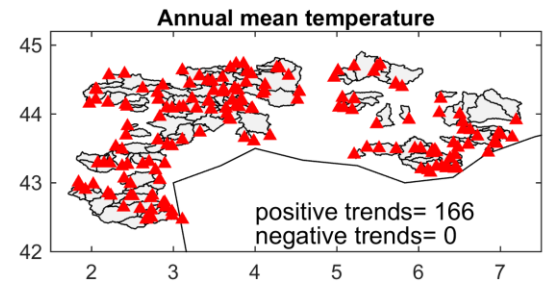 Annual mean temperature
45
44
43
42
positive trends= 166
negative trends= 0
2 3 4 5 6 7